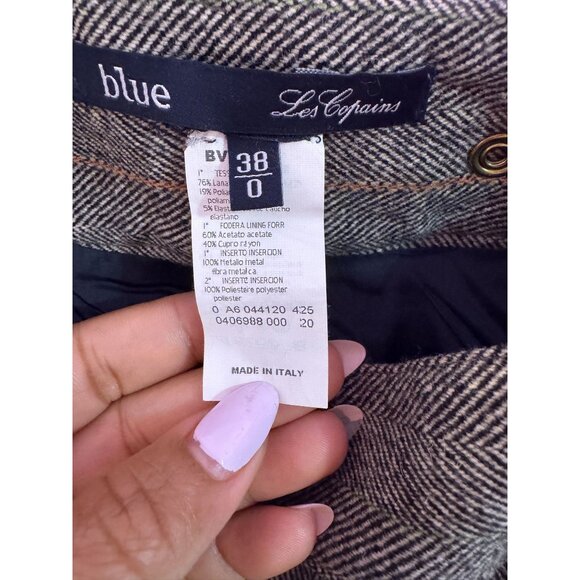 blue
Les Copains
38
0
BV
1°
76% Lana
19%
5%
elastano
1° FODERA LINING FORR
60% Acetato acetate
40% Cupro rayon
1° INSERTO INSERCION
100% Metallo metal
fibra metalica
2° INSERTO INSERCION
100% Poliestere polyester
poliester
0 A6 044120 425
0406988 000 20
MADE IN ITALY